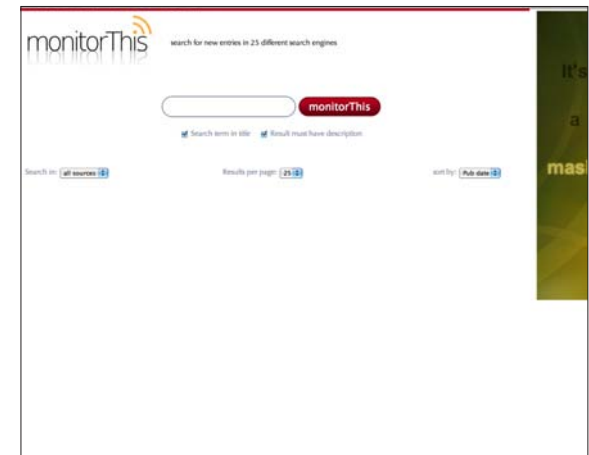 monitorThis
search for new entries in 25 different search engines
monitorThis
Search term in title Result must have description
Search in: all sources Results per page: 25 sort by: Pub date
It's
a
mas